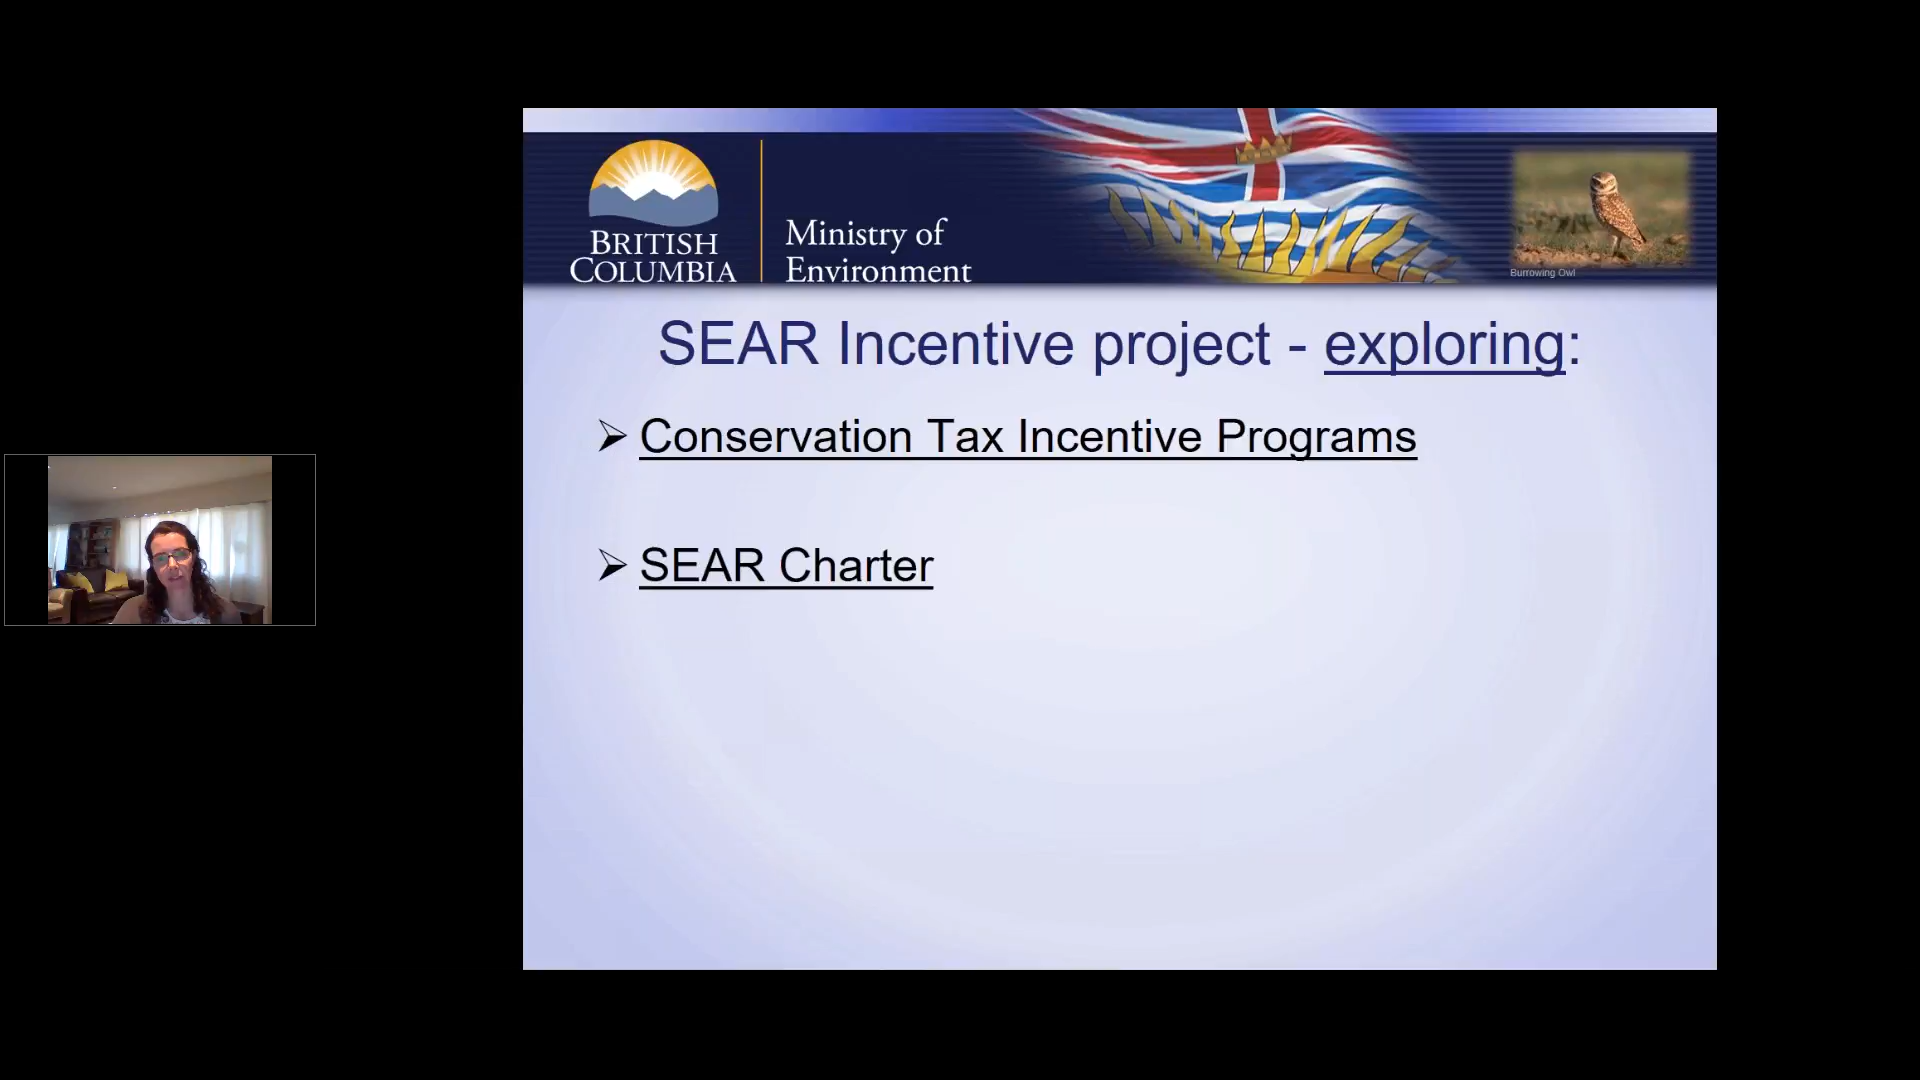 BRITISH
COLUMBIA
Ministry of
Environment
Burrowing Owl
SEAR Incentive project - exploring:
Conservation Tax Incentive Programs
SEAR Charter